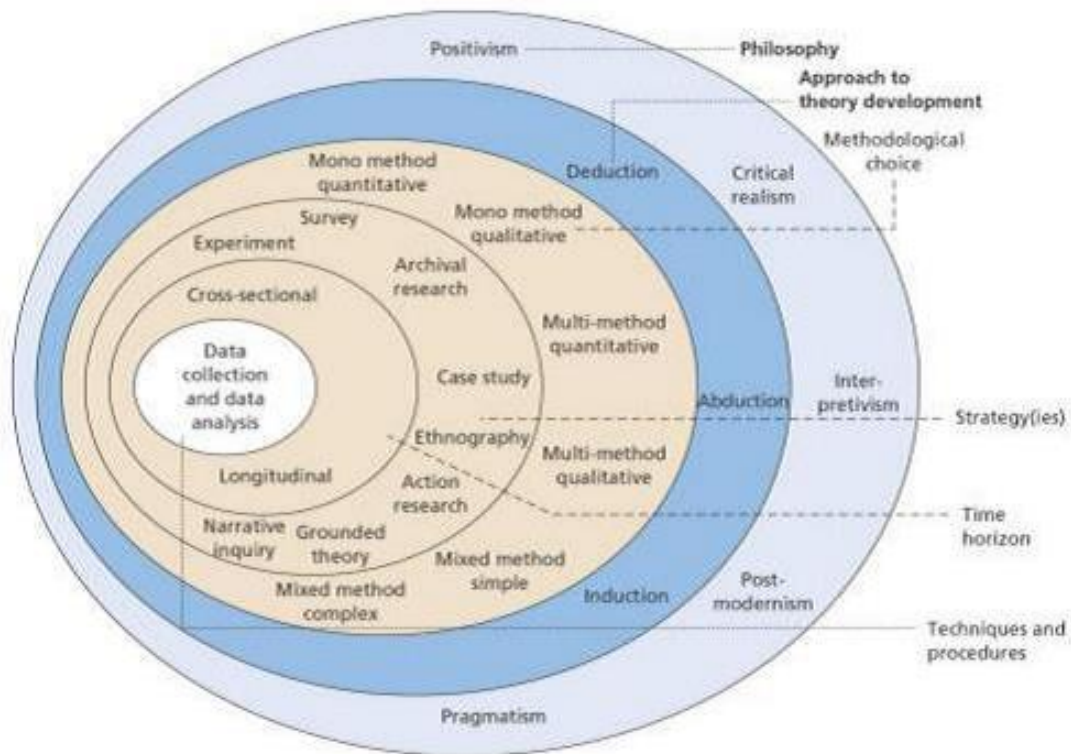 Positivism
Philosophy
Approach to
theory development
Methodological
choice
Mono method
quantitative
Deduction
Critical
realism
Survey
Mono method
qualitative
Experiment
Archival
research
Cross-sectional
Multi-method
quantitative
Data
collection
and data
analysis
Case study
Abduction
Inter-
pretivism
Strategy(ies)
Ethnography
Multi-method
qualitative
Longitudinal
Action
research
Time
horizon
Narrative
inquiry
Grounded
theory
Mixed method
simple
Mixed method
complex
Induction
Post-
modernism
Techniques and
procedures
Pragmatism